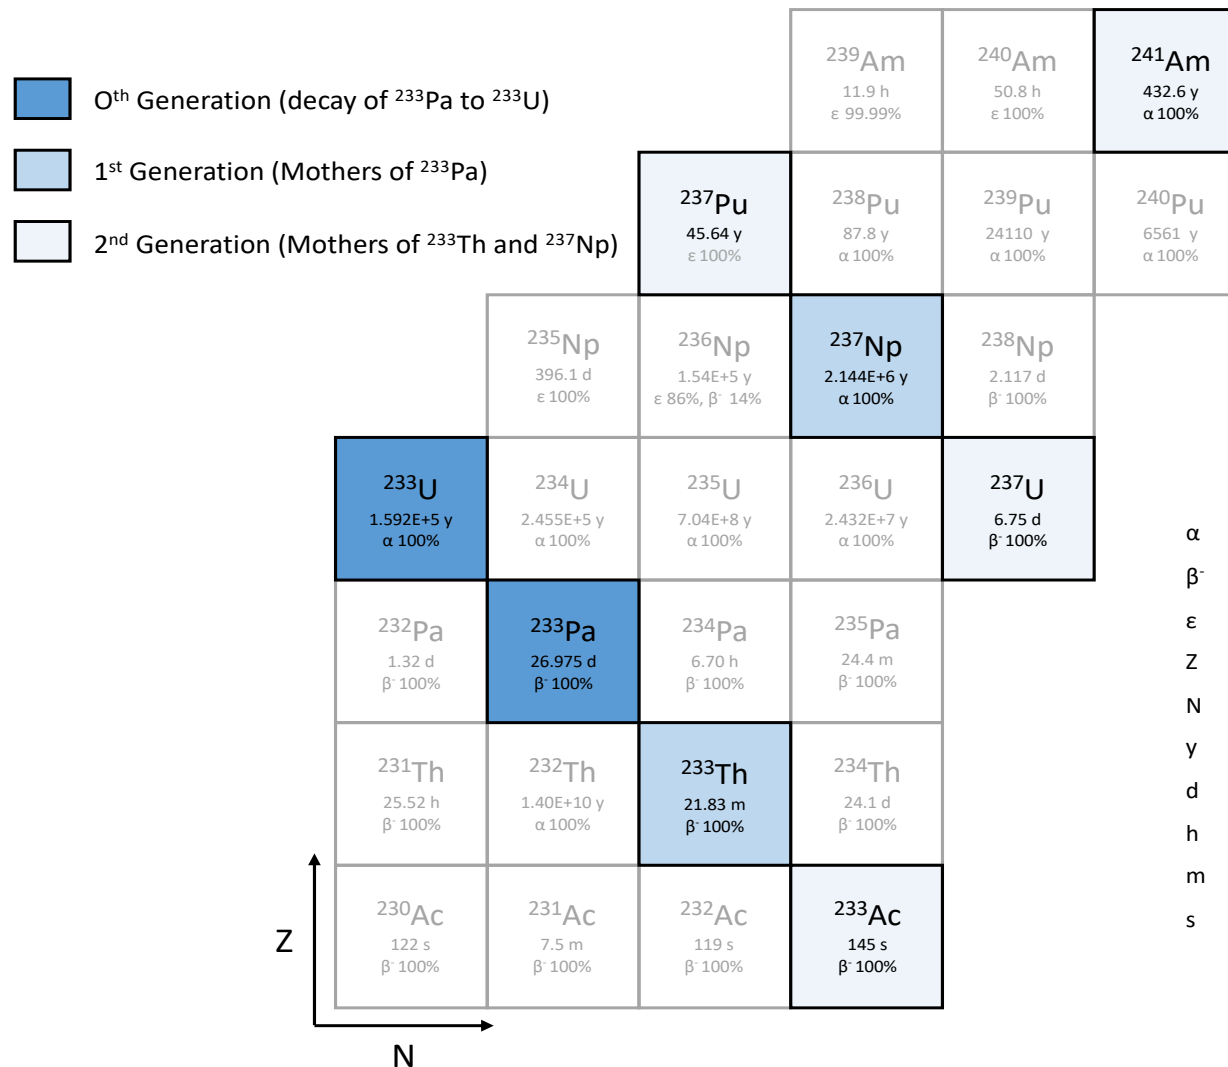 Oᵗʰ Generation (decay of ²³³Pa to ²³³U)
1ˢᵗ Generation (Mothers of ²³³Pa)
2ⁿᵈ Generation (Mothers of ²³³Th and ²³⁷Np)
²³⁹Am
11.9 h
ε 99.99%
²⁴⁰Am
50.8 h
ε 100%
²⁴¹Am
432.6 y
α 100%
²³⁷Pu
45.64 y
ε 100%
²³⁸Pu
87.8 y
α 100%
²³⁹Pu
24110 y
α 100%
²⁴⁰Pu
6561 y
α 100%
²³⁵Np
396.1 d
ε 100%
²³⁶Np
1.54E+5 y
ε 86%, β⁻ 14%
²³⁷Np
2.144E+6 y
α 100%
²³⁸Np
2.117 d
β⁻ 100%
²³³U
1.592E+5 y
α 100%
²³⁴U
2.455E+5 y
α 100%
²³⁵U
7.04E+8 y
α 100%
²³⁶U
2.432E+7 y
α 100%
²³⁷U
6.75 d
β⁻ 100%
²³²Pa
1.32 d
β⁻ 100%
²³³Pa
26.975 d
β⁻ 100%
²³⁴Pa
6.70 h
β⁻ 100%
²³⁵Pa
24.4 m
β⁻ 100%
²³¹Th
25.52 h
β⁻ 100%
²³²Th
1.40E+10 y
α 100%
²³³Th
21.83 m
β⁻ 100%
²³⁴Th
24.1 d
β⁻ 100%
²³⁰Ac
122 s
β⁻ 100%
²³¹Ac
7.5 m
β⁻ 100%
²³²Ac
119 s
β⁻ 100%
²³³Ac
145 s
β⁻ 100%
Z
N
α
β⁻
ε
Z
N
y
d
h
m
s